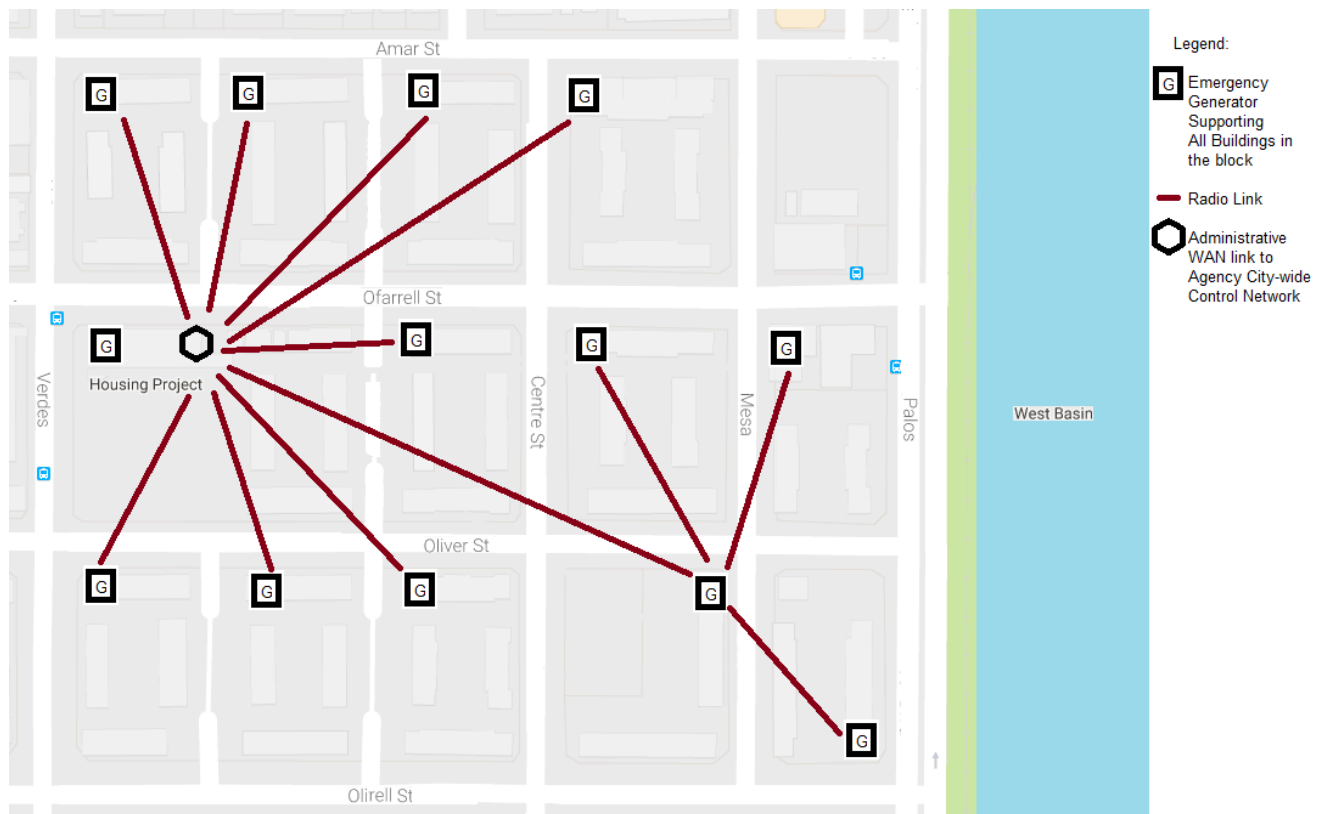 Amar St
Legend:
G
G
G
G
G
Emergency
Generator
Supporting
All Buildings in
the block
Radio Link
Administrative
WAN link to
Agency City-wide
Control Network
Ofarrell St
G
G
G
G
Housing Project
Verdes
Centre St
Mesa
Palos
West Basin
Oliver St
G
G
G
G
G
Olirell St